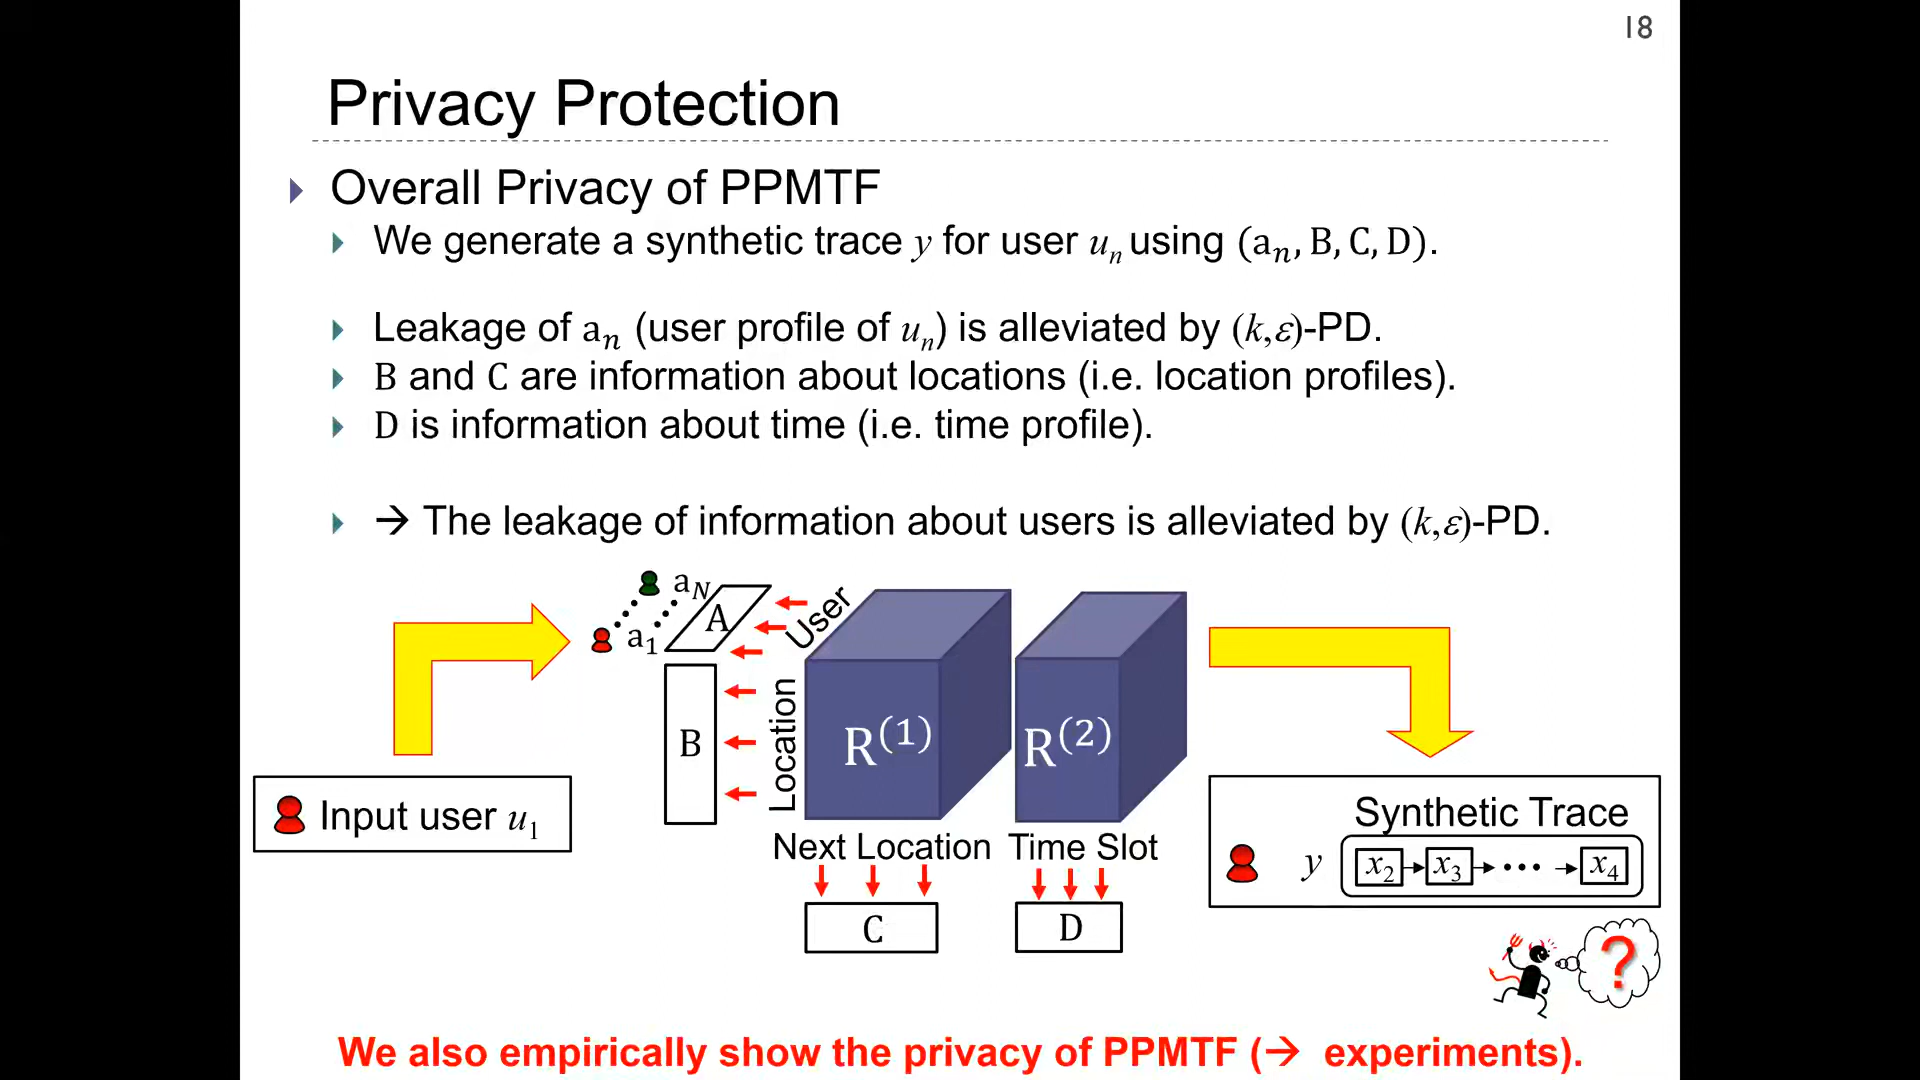 18
Privacy Protection
Overall Privacy of PPMTF
We generate a synthetic trace y for user uₙ using (aₙ, B, C, D).
Leakage of aₙ (user profile of uₙ) is alleviated by (k,ε)-PD.
B and C are information about locations (i.e. location profiles).
D is information about time (i.e. time profile).
→ The leakage of information about users is alleviated by (k,ε)-PD.
a_N
A
User
a₁
B
Location
R⁽¹⁾
R⁽²⁾
Input user u₁
Next Location
Time Slot
C
D
Synthetic Trace
y x₂ → x₃ → ••• → x₄
?
We also empirically show the privacy of PPMTF (→ experiments).